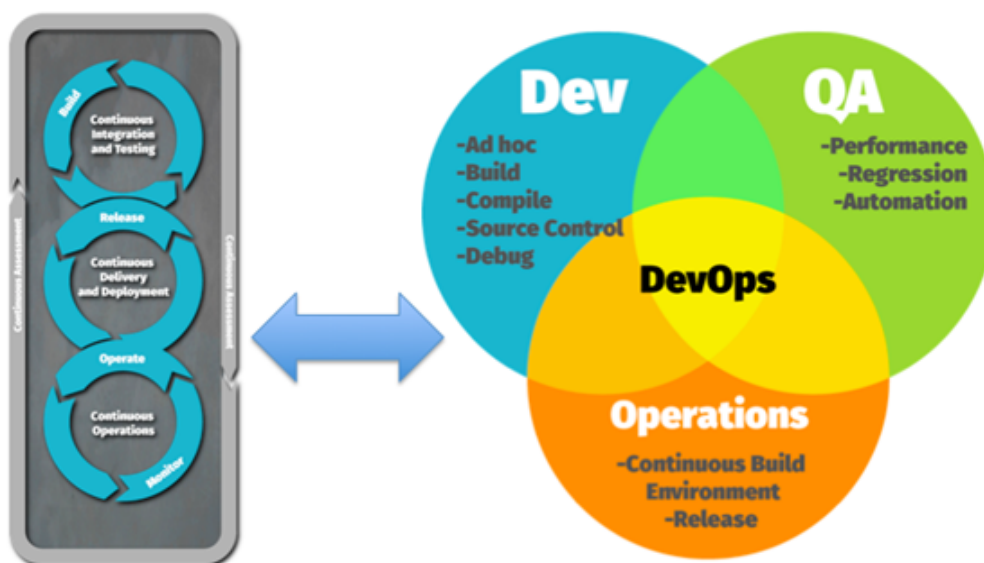 Build
Continuous
Integration
and Testing
Release
Continuous
Delivery
and Deployment
Operate
Continuous
Operations
Monitor
Continuous Assessment
Continuous Assessment
Dev
-Ad hoc
-Build
-Compile
-Source Control
-Debug
QA
-Performance
-Regression
-Automation
DevOps
Operations
-Continuous Build
Environment
-Release